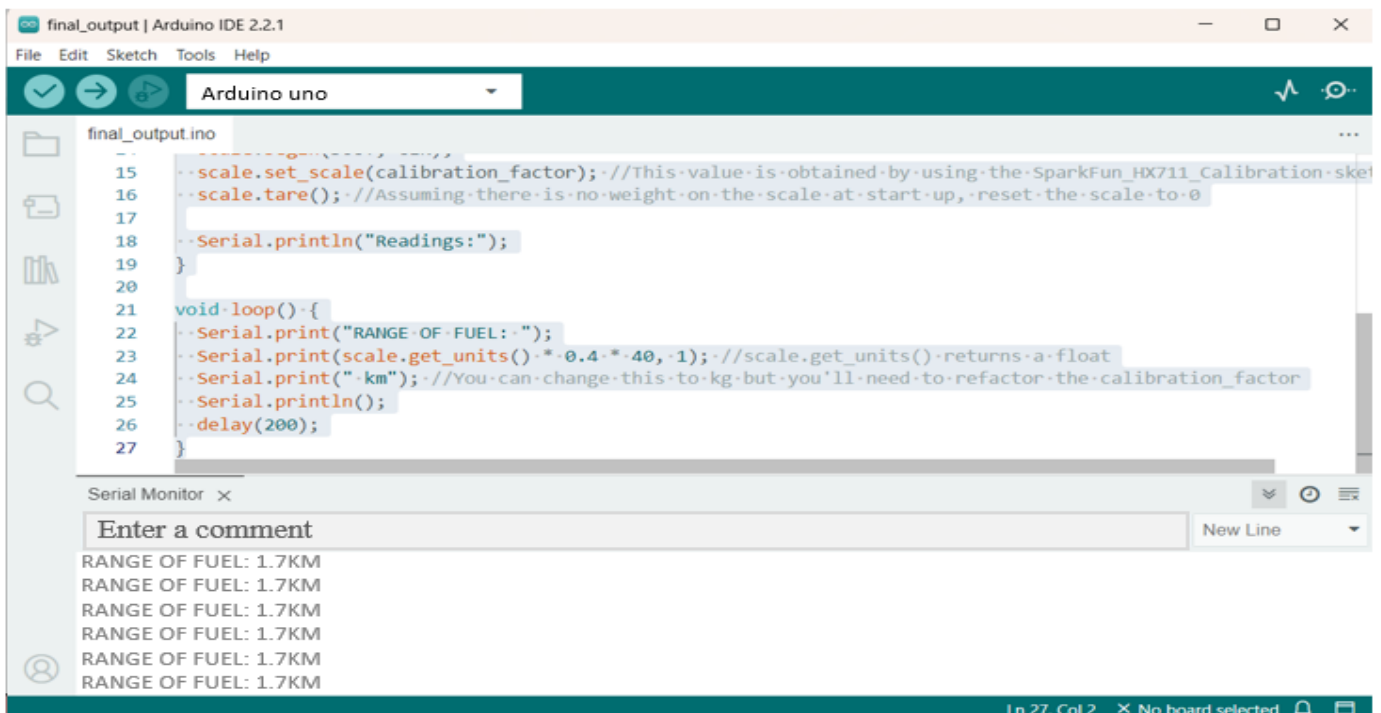 final_output | Arduino IDE 2.2.1
File Edit Sketch Tools Help
Arduino uno
final_output.ino
15 scale.set_scale(calibration_factor); //This value is obtained by using the SparkFun_HX711_Calibration sket
16 scale.tare(); //Assuming there is no weight on the scale at start up, reset the scale to 0
17
18 Serial.println("Readings:");
19 }
20
21 void loop() {
22 Serial.print("RANGE OF FUEL: ");
23 Serial.print(scale.get_units() * 0.4 * 40, 1); //scale.get_units() returns a float
24 Serial.print(" km"); //You can change this to kg but you'll need to refactor the calibration_factor
25 Serial.println();
26 delay(200);
27 }
Serial Monitor
Enter a comment
New Line
RANGE OF FUEL: 1.7KM
RANGE OF FUEL: 1.7KM
RANGE OF FUEL: 1.7KM
RANGE OF FUEL: 1.7KM
RANGE OF FUEL: 1.7KM
RANGE OF FUEL: 1.7KM
Ln 27, Col 2 No board selected